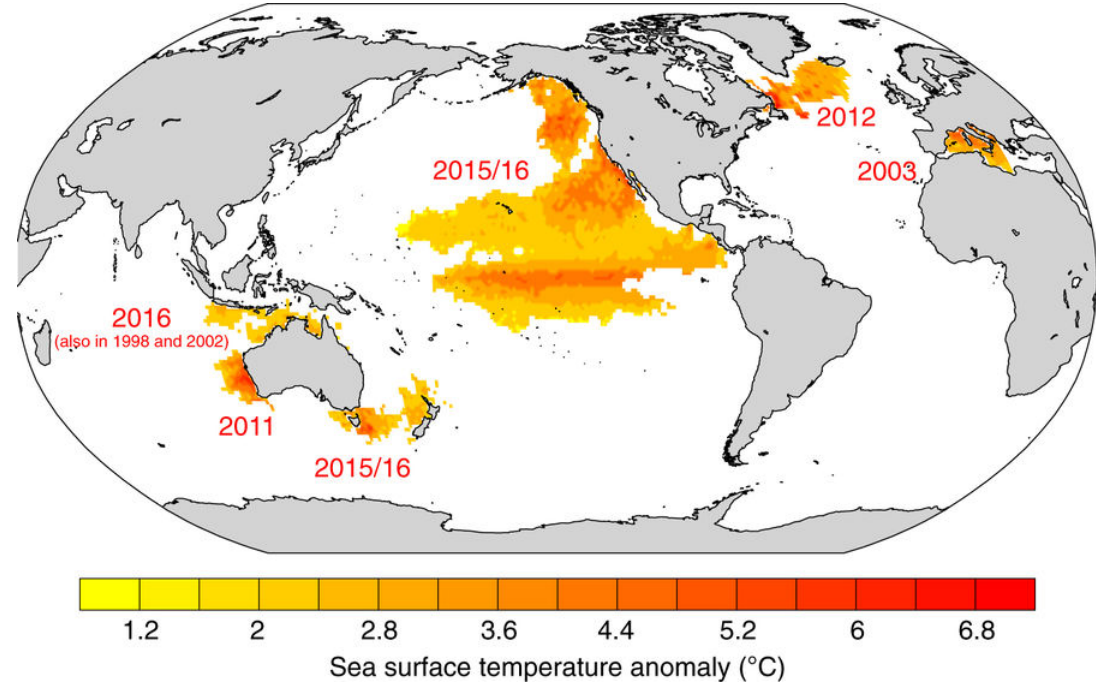 2012
2003
2015/16
2016
(also in 1998 and 2002)
2011
2015/16
1.2 2 2.8 3.6 4.4 5.2 6 6.8
Sea surface temperature anomaly (°C)